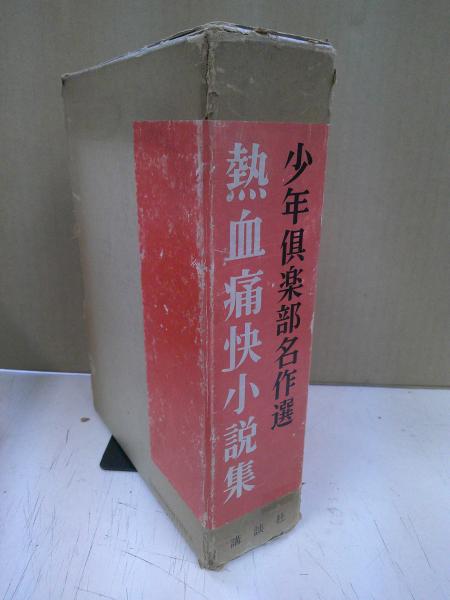 少年倶楽部名作選
熱血痛快小説集
講談社